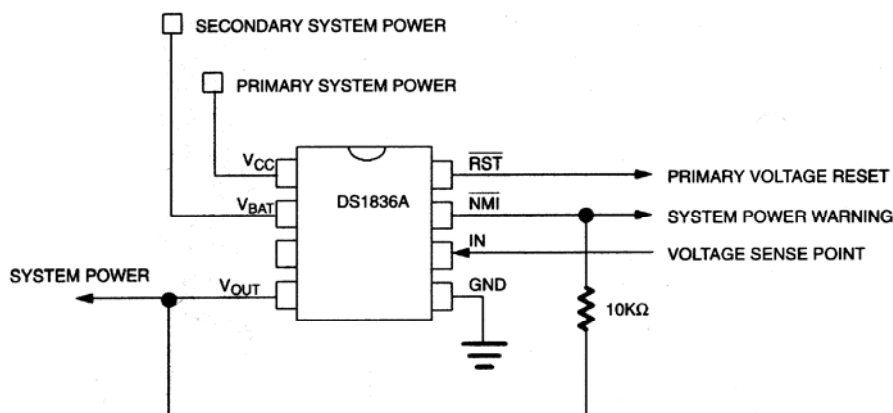 SECONDARY SYSTEM POWER
PRIMARY SYSTEM POWER
VCC
RST
PRIMARY VOLTAGE RESET
VBAT
DS1836A
NMI
SYSTEM POWER WARNING
IN
VOLTAGE SENSE POINT
SYSTEM POWER
VOUT
GND
10KΩ